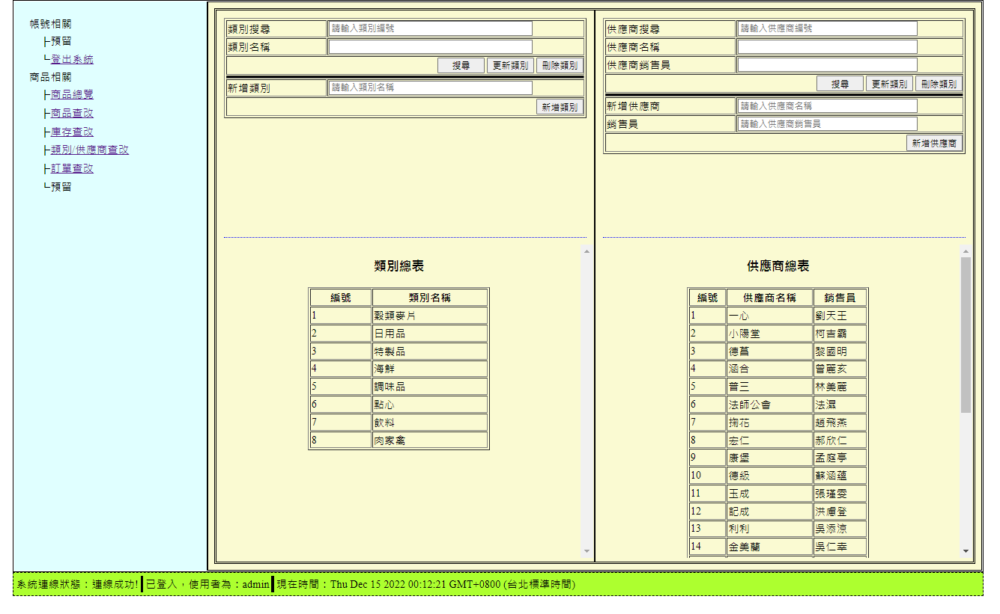 帳號相關
├預留
└登出系統
商品相關
├商品總覽
├商品查改
├庫存查改
├類別/供應商查改
├訂單查改
└預留
類別搜尋 請輸入類別編號
類別名稱
搜尋 更新類別 刪除類別
新增類別 請輸入類別名稱
新增類別
供應商搜尋 請輸入供應商編號
供應商名稱
供應商銷售員
搜尋 更新類別 刪除類別
新增供應商 請輸入供應商名稱
銷售員 請輸入供應商銷售員
新增供應商
類別總表
編號 類別名稱
1 穀類麥片
2 日用品
3 特製品
4 海鮮
5 調味品
6 點心
7 飲料
8 肉家禽
供應商總表
編號 供應商名稱 銷售員
1 一心 劉天王
2 小陽堂 柯吉霸
3 德菖 黎國明
4 涵合 曾麗亥
5 普三 林美麗
6 法師公會 法濕
7 掬花 趙飛燕
8 宏仁 郝欣仁
9 康堡 孟庭亭
10 德級 蘇涵蘊
11 玉成 張瑾雯
12 記成 洪慮登
13 利利 吳添涼
14 金美蘭 吳仁幸
系統連線狀態：連線成功! 已登入，使用者為：admin 現在時間：Thu Dec 15 2022 00:12:21 GMT+0800 (台北標準時間)